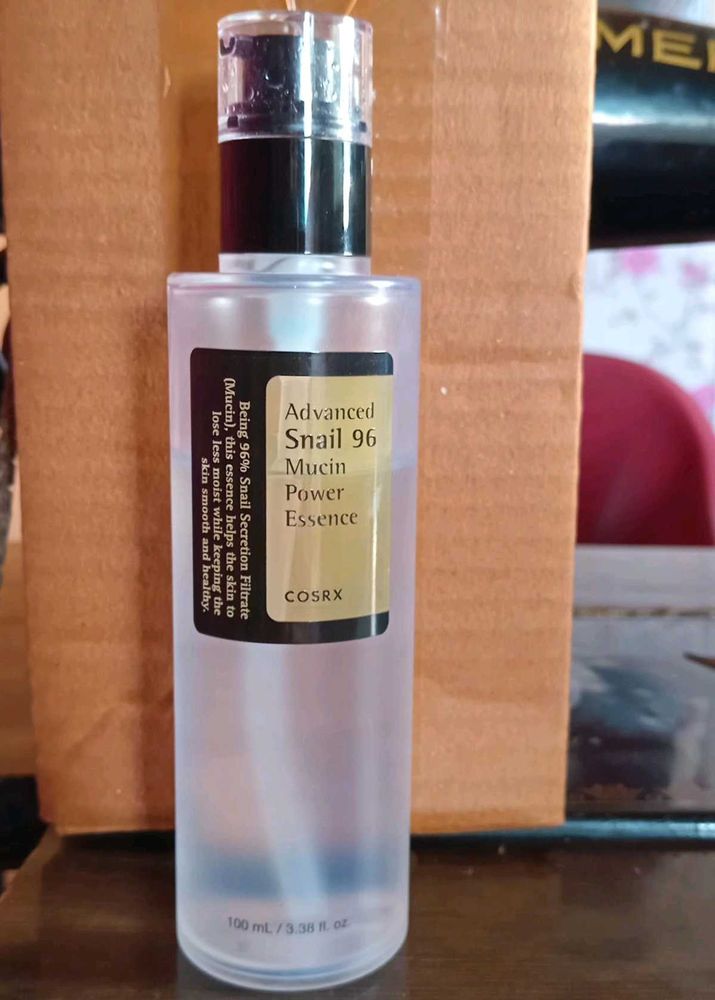 MEI
Advanced
Snail 96
Mucin
Power
Essence
COSRX
Being 96% Snail Secretion Filtrate
(Mucin), this essence helps the skin to
lose less moist while keeping the
skin smooth and healthy.
100 mL / 3.38 fl. oz